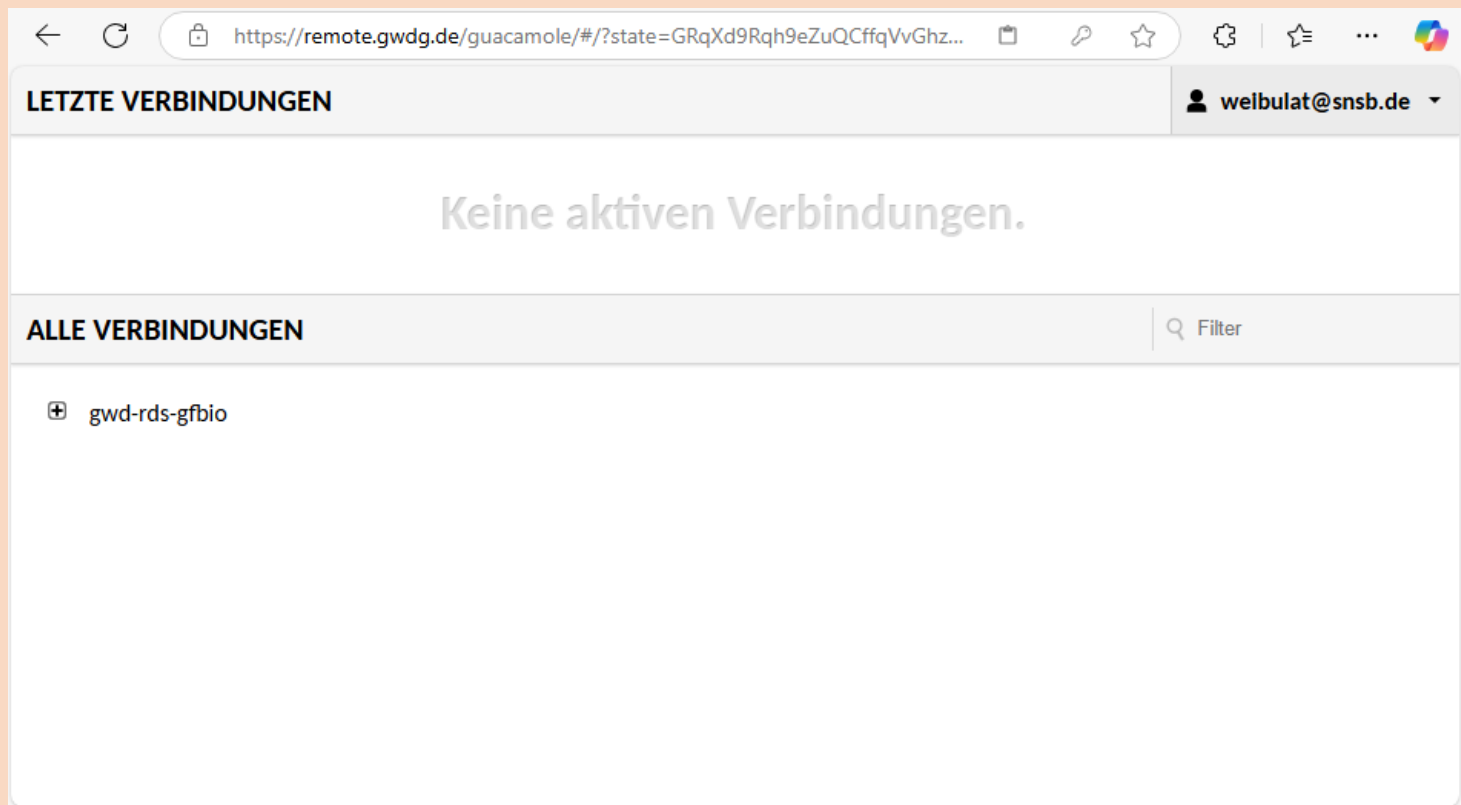 https://remote.gwdg.de/guacamole/#/?state=GRqXd9Rqh9eZuQCffqVvGhz...
LETZTE VERBINDUNGEN
weibulat@snsb.de
Keine aktiven Verbindungen.
ALLE VERBINDUNGEN
Filter
gwd-rds-gfbio